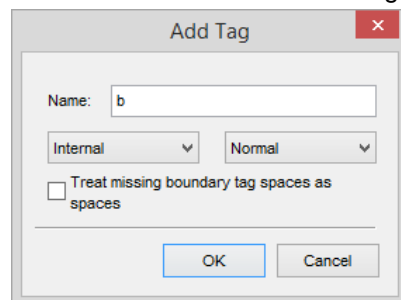 Add Tag
Name: b
Internal Normal
Treat missing boundary tag spaces as
spaces
OK Cancel